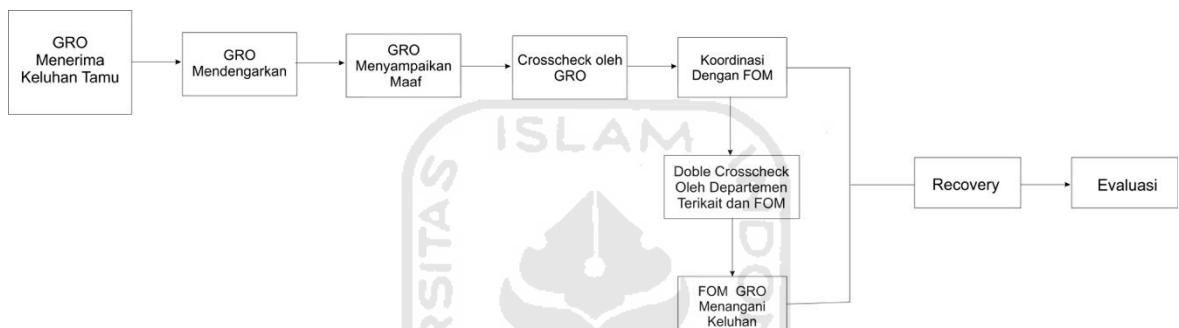 GRO
Menerima
Keluhan Tamu
GRO
Mendengarkan
GRO
Menyampaikan
Maaf
Crosscheck oleh
GRO
Koordinasi
Dengan FOM
Doble Crosscheck
Oleh Departemen
Terikait dan FOM
FOM GRO
Menangani
Keluhan
Recovery
Evaluasi
ISLAM